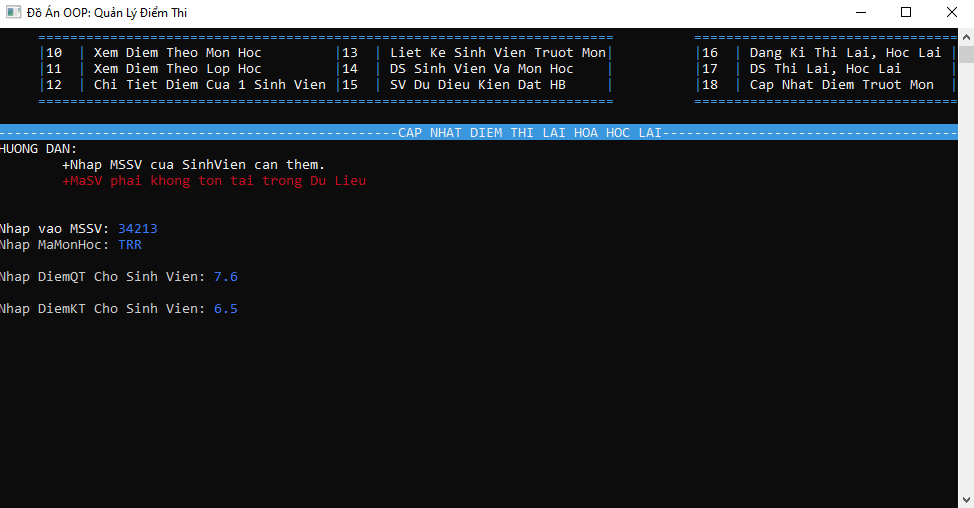 Đồ Án OOP: Quản Lý Điểm Thi
========================================================================= ==================================
|10 | Xem Diem Theo Mon Hoc |13 | Liet Ke Sinh Vien Truot Mon| |16 | Dang Ki Thi Lai, Hoc Lai |
|11 | Xem Diem Theo Lop Hoc |14 | DS Sinh Vien Va Mon Hoc | |17 | DS Thi Lai, Hoc Lai |
|12 | Chi Tiet Diem Cua 1 Sinh Vien |15 | SV Du Dieu Kien Dat HB | |18 | Cap Nhat Diem Truot Mon |
========================================================================= ==================================
---------------------------------------------------CAP NHAT DIEM THI LAI HOA HOC LAI--------------------------------------
HUONG DAN:
+Nhap MSSV cua SinhVien can them.
+MaSV phai khong ton tai trong Du Lieu
Nhap vao MSSV: 34213
Nhap MaMonHoc: TRR
Nhap DiemQT Cho Sinh Vien: 7.6
Nhap DiemKT Cho Sinh Vien: 6.5